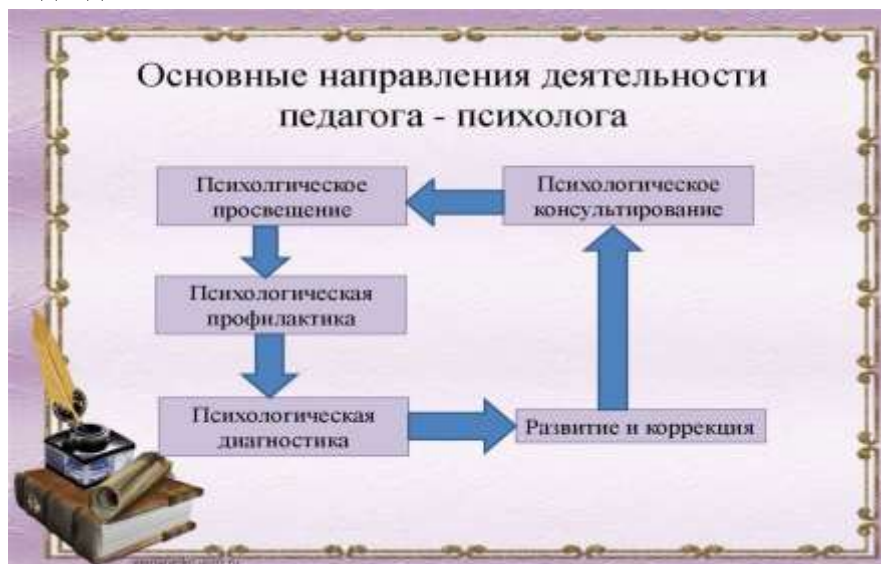 Основные направления деятельности
педагога - психолога
Психолгическое
просвещение
Психологическое
консультирование
Психологическая
профилактика
Психологическая
диагностика
Развитие и коррекция